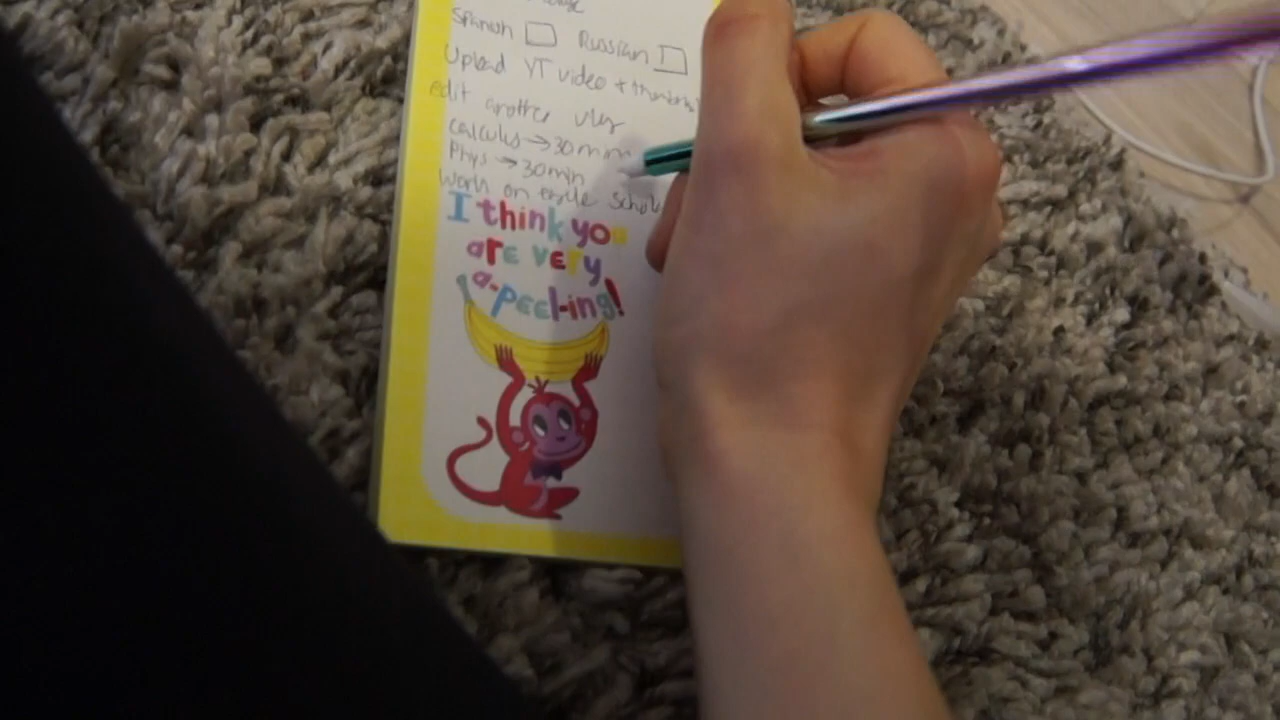 Spanish Russian
Upload YT video +
edit another vlog
Calculus → 30 min
Phys → 30 min
Work on
I think you
are very
a-peel-ing!